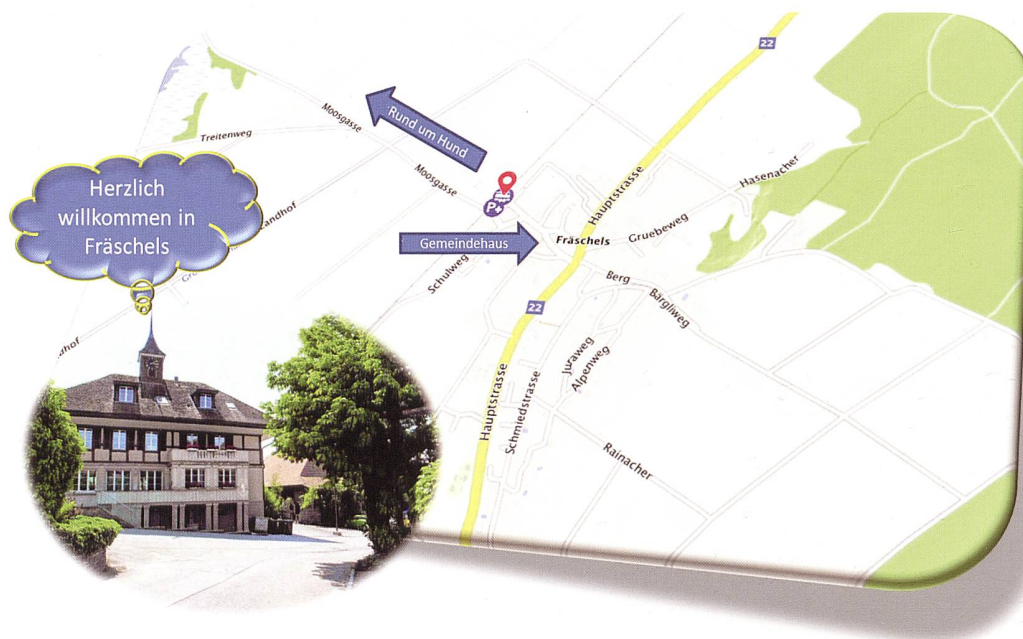 22
Moosgasse
Rund um Hund
Treitenweg
Moosgasse
Hasenacher
Hauptstrasse
P+
Herzlich
willkommen in
Fräschels
Gemeindehaus
Fräschels
Gruebeweg
Schulweg
Berg
Bärgliweg
22
Juraweg
Alpenweg
Hauptstrasse
Schmiedstrasse
Rainacher